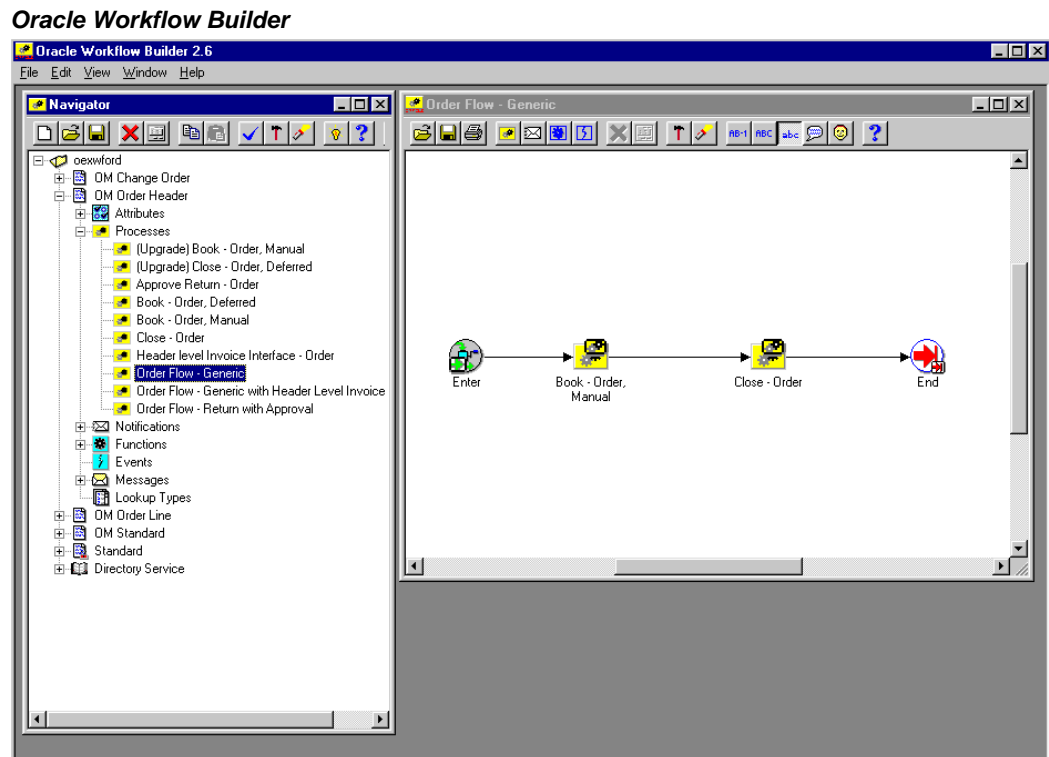 Oracle Workflow Builder
Oracle Workflow Builder 2.6
File Edit View Window Help
Navigator
oexwford
OM Change Order
OM Order Header
Attributes
Processes
(Upgrade) Book - Order, Manual
(Upgrade) Close - Order, Deferred
Approve Return - Order
Book - Order, Deferred
Book - Order, Manual
Close - Order
Header level Invoice Interface - Order
Order Flow - Generic
Order Flow - Generic with Header Level Invoice
Order Flow - Return with Approval
Notifications
Functions
Events
Messages
Lookup Types
OM Order Line
OM Standard
Standard
Directory Service
Order Flow - Generic
AB-1 ABC abc
Enter
Book - Order,
Manual
Close - Order
End